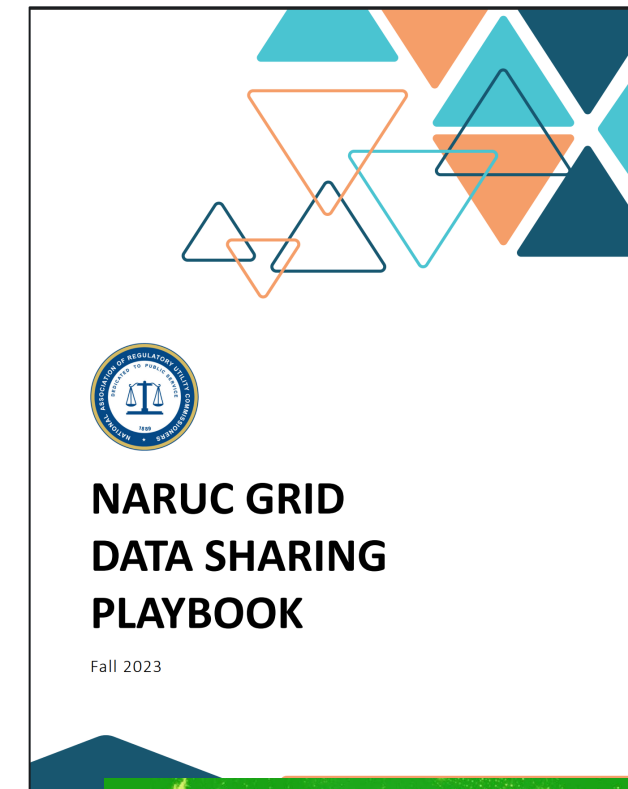 NATIONAL ASSOCIATION OF REGULATORY UTILITY COMMISSIONERS
DEDICATED TO PUBLIC SERVICE
1889
NARUC GRID
DATA SHARING
PLAYBOOK
Fall 2023